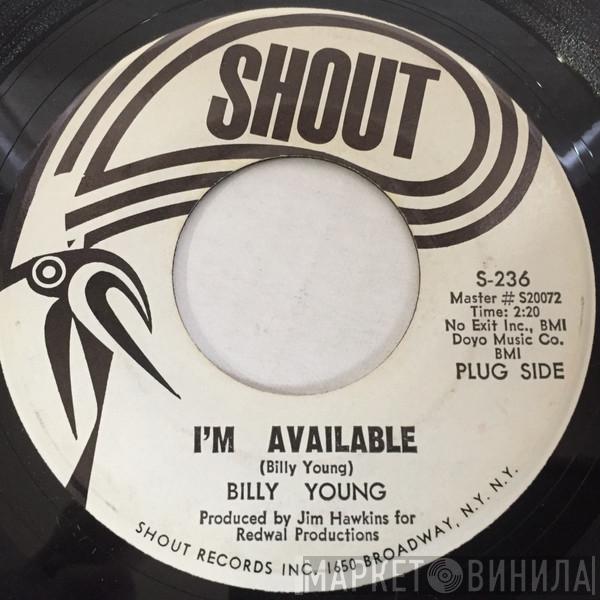 SHOUT
S-236
Master # S20072
Time: 2:20
No Exit Inc., BMI
Doyo Music Co.
BMI
PLUG SIDE
I'M AVAILABLE
(Billy Young)
BILLY YOUNG
Produced by Jim Hawkins for
Redwal Productions
SHOUT RECORDS INC. 1650 BROADWAY, N.Y. N.Y.
МАРКЕТ ВИНИЛА